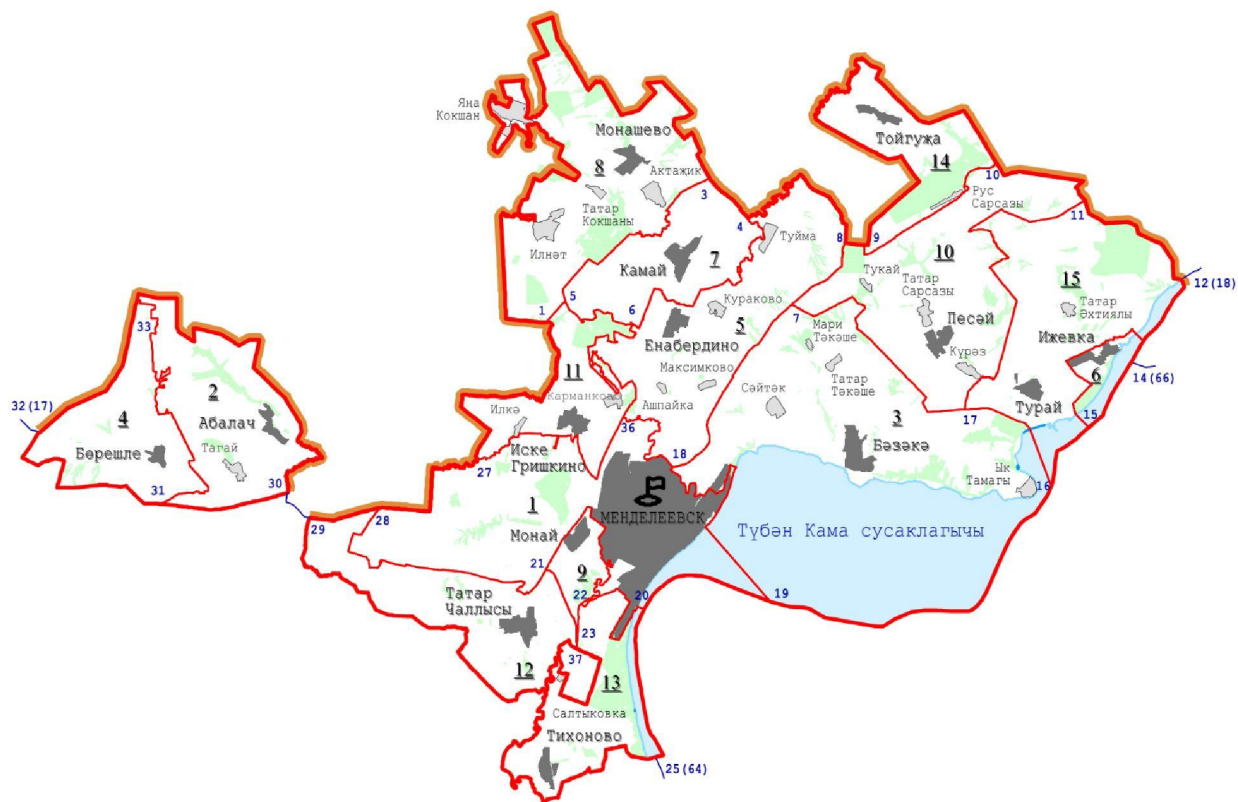 Яңа
Кокшан
Монашево
8
Актаҗик
Татар
Кокшаны
Илнәт
3
4
Туйма
Тойгуҗа
14
10
Рус
Сарсазы
8
9
11
Камай
7
5
6
1
Тукай
10
Татар
Сарсазы
15
Татар
Әхтиялы
12 (18)
Кураково
5
7
Мари
Тәкәше
Песәй
Күрәз
Ижевка
6
14 (66)
Енабердино
Максимково
Ашпайка
Татар
Тәкәше
Сәйтәк
3
17
Турай
15
33
2
Абалач
32 (17)
4
Бөрешле
Тагай
31
30
29
11
Карманково
Илкә
Иске
Гришкино
36
18
27
28
1
Монай
МЕНДЕЛЕЕВСК
Бәзәкә
Ык
Тамагы
16
Түбән Кама сусаклагычы
21
9
22
20
19
Татар
Чаллысы
23
12
37
13
Салтыковка
Тихоново
25 (64)